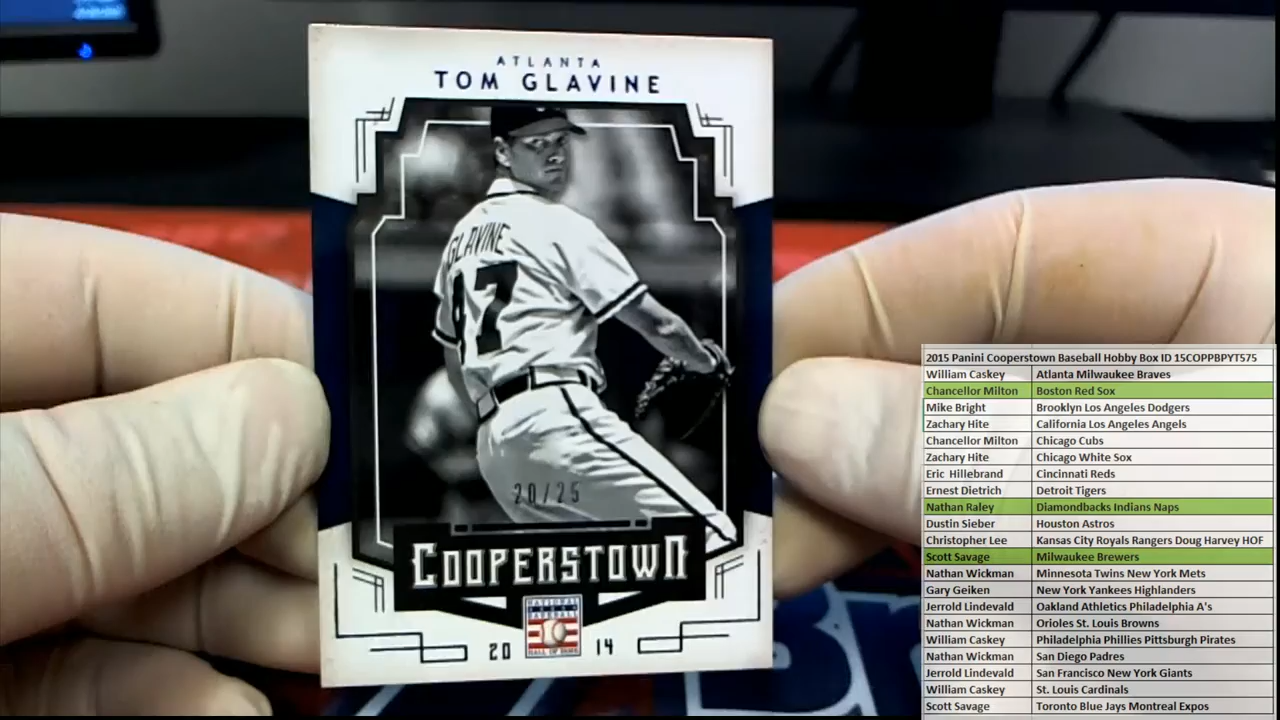 ATLANTA
TOM GLAVINE
GLAVINE
47
20/25
COOPERSTOWN
NATIONAL
BASEBALL
HALL OF FAME
20 14
2015 Panini Cooperstown Baseball Hobby Box ID 15COPPBPYT575
William Caskey Atlanta Milwaukee Braves
Chancellor Milton Boston Red Sox
Mike Bright Brooklyn Los Angeles Dodgers
Zachary Hite California Los Angeles Angels
Chancellor Milton Chicago Cubs
Zachary Hite Chicago White Sox
Eric Hillebrand Cincinnati Reds
Ernest Dietrich Detroit Tigers
Nathan Raley Diamondbacks Indians Naps
Dustin Sieber Houston Astros
Christopher Lee Kansas City Royals Rangers Doug Harvey HOF
Scott Savage Milwaukee Brewers
Nathan Wickman Minnesota Twins New York Mets
Gary Geiken New York Yankees Highlanders
Jerrold Lindevald Oakland Athletics Philadelphia A's
Nathan Wickman Orioles St. Louis Browns
William Caskey Philadelphia Phillies Pittsburgh Pirates
Nathan Wickman San Diego Padres
Jerrold Lindevald San Francisco New York Giants
William Caskey St. Louis Cardinals
Scott Savage Toronto Blue Jays Montreal Expos